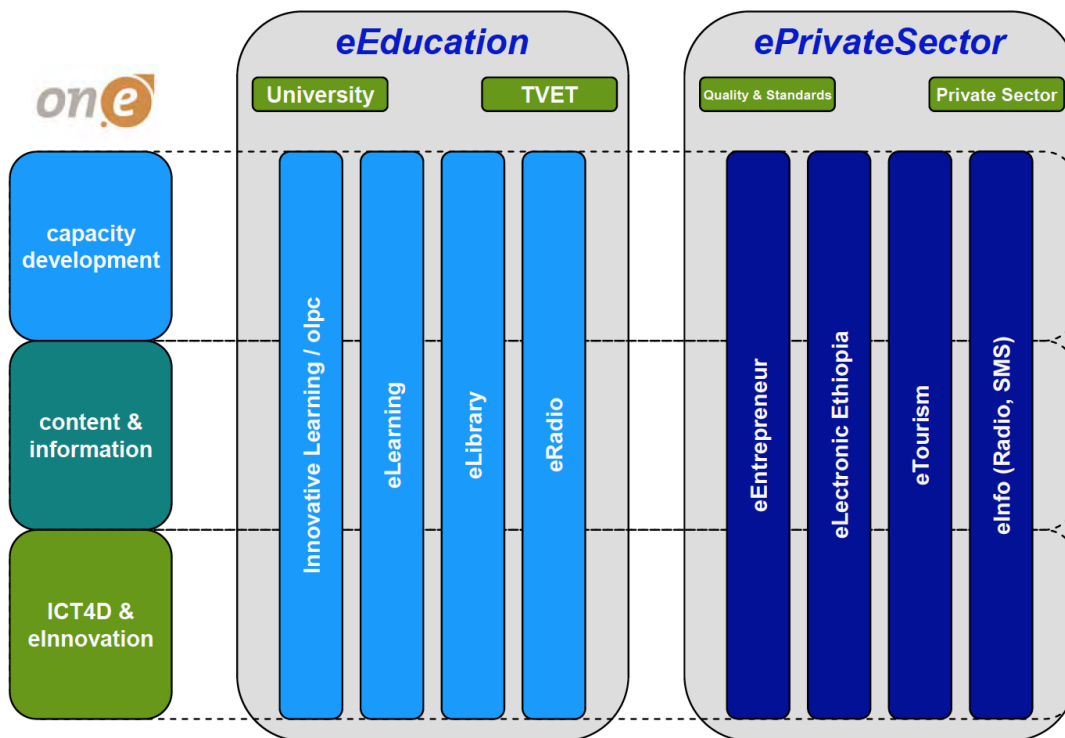 eEducation
ePrivateSector
one
University
TVET
Quality & Standards
Private Sector
capacity
development
content &
information
ICT4D &
eInnovation
Innovative Learning / olpc
eLearning
eLibrary
eRadio
eEntrepreneur
eLectronic Ethiopia
eTourism
eInfo (Radio, SMS)